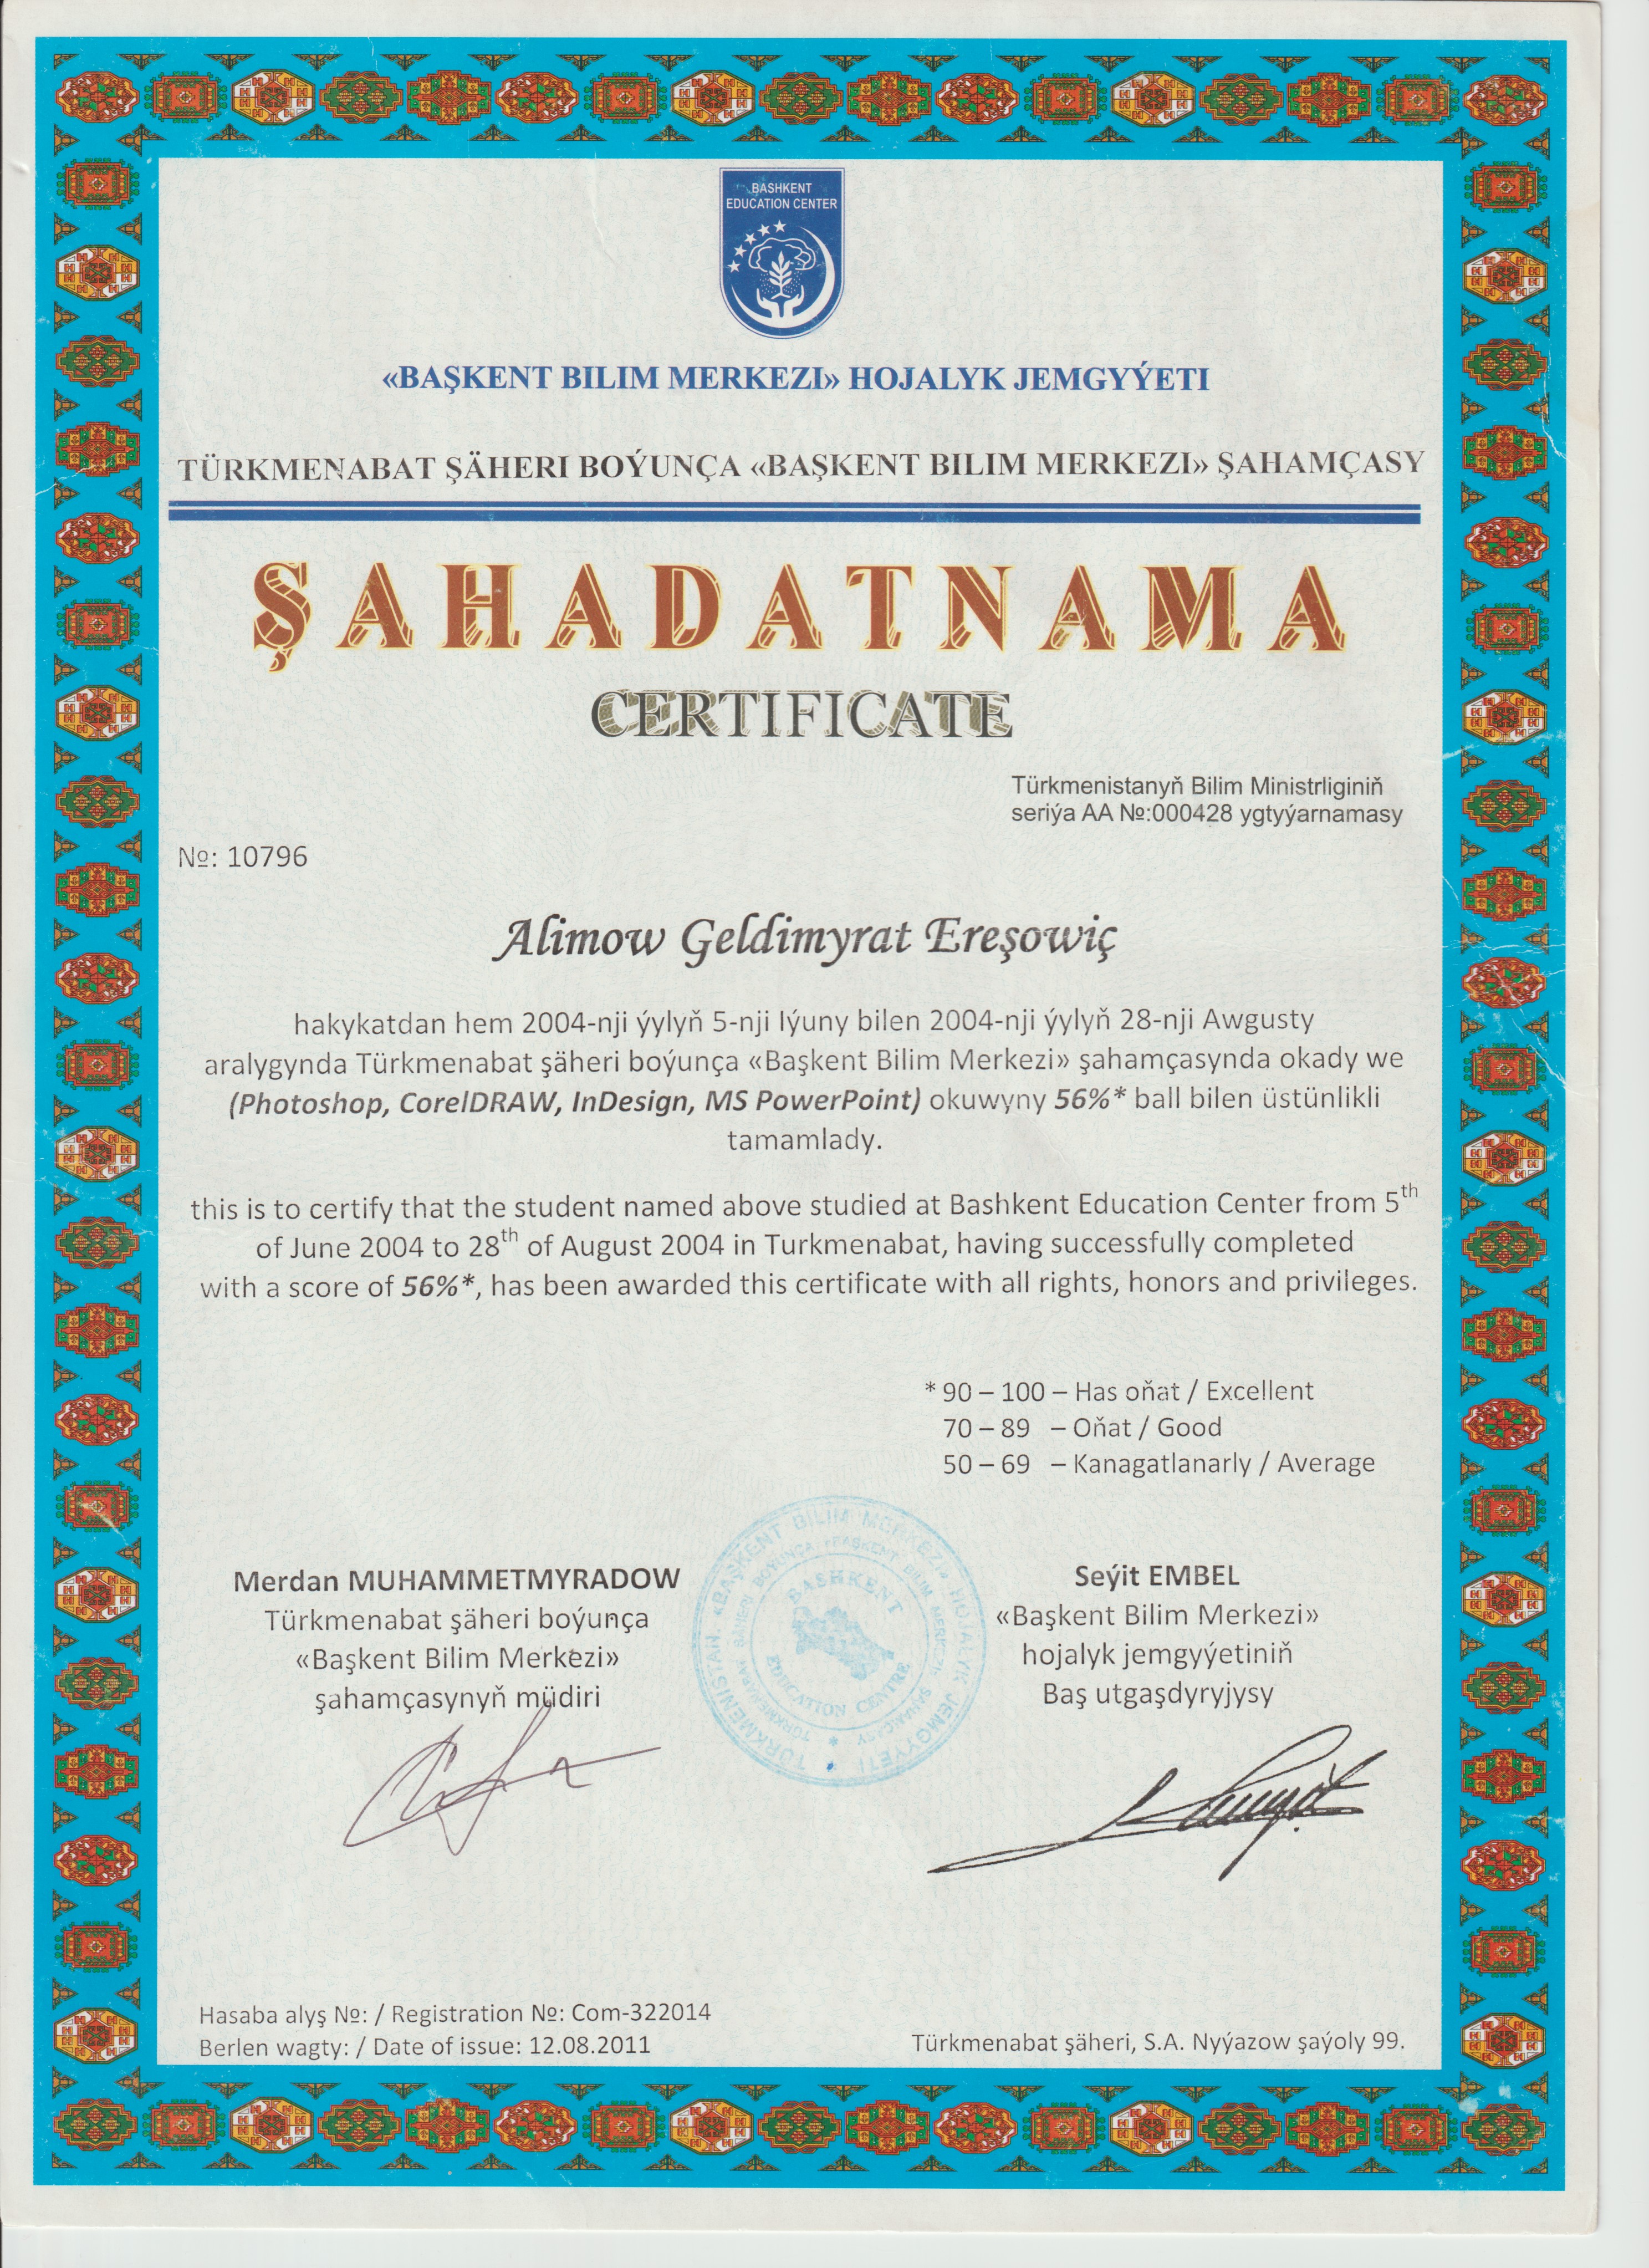 BASHKENT
EDUCATION CENTER
«BAŞKENT BILIM MERKEZI» HOJALYK JEMGYÝETI
TÜRKMENABAT ŞÄHERI BOÝUNÇA «BAŞKENT BILIM MERKEZI» ŞAHAMÇASY
ŞAHADATNAMA
CERTIFICATE
Türkmenistanyň Bilim Ministrliginiň
seriýa AA №:000428 ygtyýarnamasy
№: 10796
Alimow Geldimyrat Ereşowiç
hakykatdan hem 2004-nji ýylyň 5-nji Iýuny bilen 2004-nji ýylyň 28-nji Awgusty
aralygynda Türkmenabat şäheri boýunça «Başkent Bilim Merkezi» şahamçasynda okady we
(Photoshop, CorelDRAW, InDesign, MS PowerPoint) okuwyny 56%* ball bilen üstünlikli
tamamlady.
this is to certify that the student named above studied at Bashkent Education Center from 5th
of June 2004 to 28th of August 2004 in Turkmenabat, having successfully completed
with a score of 56%*, has been awarded this certificate with all rights, honors and privileges.
* 90 – 100 – Has oňat / Excellent
70 – 89 – Oňat / Good
50 – 69 – Kanagatlanarly / Average
Merdan MUHAMMETMYRADOW
Türkmenabat şäheri boýunça
«Başkent Bilim Merkezi»
şahamçasynyň müdiri
TÜRKMENISTAN «BAŞKENT BILIM MERKEZI» HOJALYK JEMGYÝETI
TÜRKMENABAT ŞÄHERI BOÝUNÇA «BAŞKENT BILIM MERKEZI» ŞAHAMÇASY
BASHKENT
EDUCATION CENTRE
Seýit EMBEL
«Başkent Bilim Merkezi»
hojalyk jemgyýetiniň
Baş utgaşdyryjysy
Hasaba alyş №: / Registration №: Com-322014
Berlen wagty: / Date of issue: 12.08.2011
Türkmenabat şäheri, S.A. Nyýazow şaýoly 99.